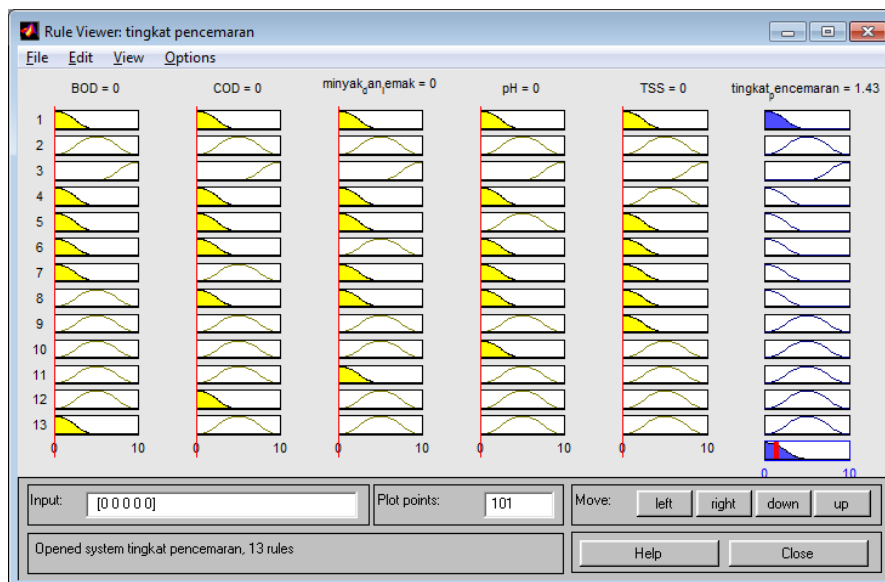 Rule Viewer: tingkat pencemaran
File Edit View Options
BOD = 0 COD = 0 minyak_dan_lemak = 0 pH = 0 TSS = 0 tingkat_pencemaran = 1.43
1
2
3
4
5
6
7
8
9
10
11
12
13
0 10 0 10 0 10 0 10 0 10
0 10
Input: [0 0 0 0 0] Plot points: 101 Move: left right down up
Opened system tingkat pencemaran, 13 rules Help Close